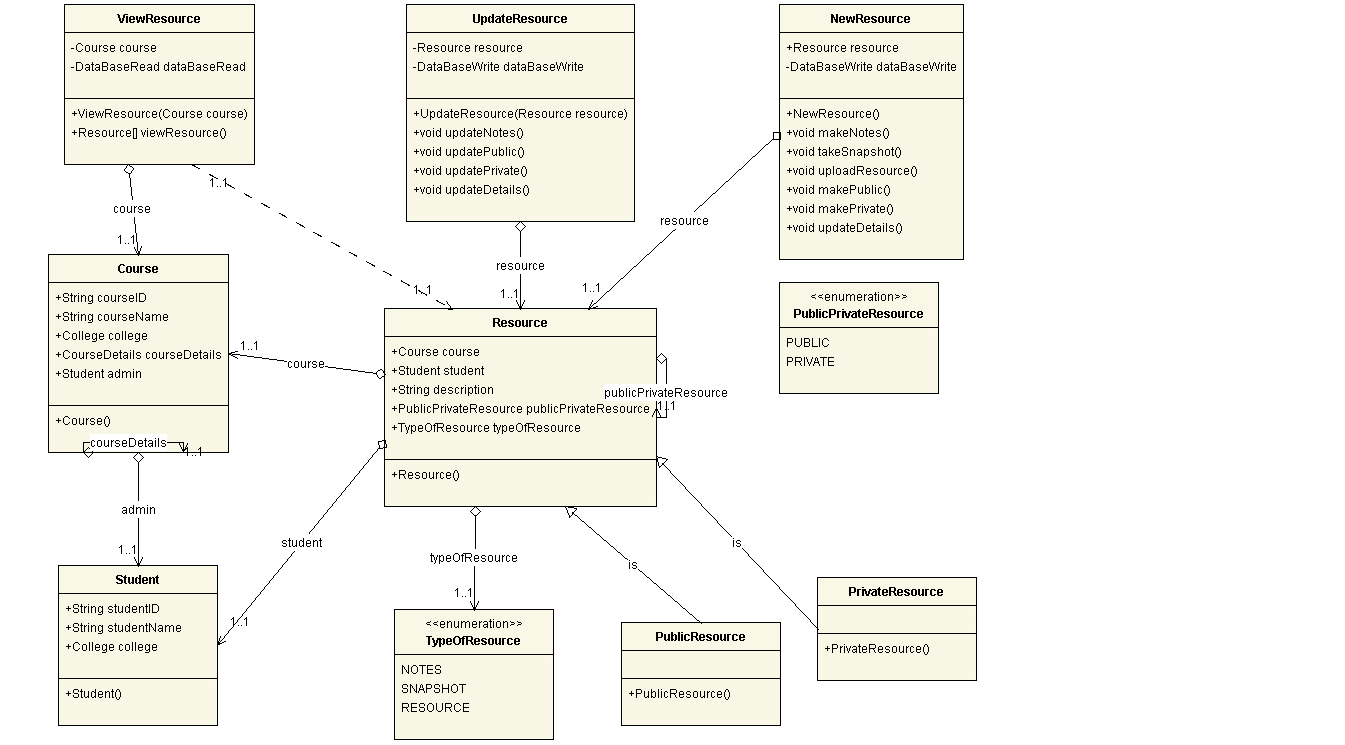 ViewResource
-Course course
-DataBaseRead dataBaseRead
+ViewResource(Course course)
+Resource[] viewResource()
UpdateResource
-Resource resource
-DataBaseWrite dataBaseWrite
+UpdateResource(Resource resource)
+void updateNotes()
+void updatePublic()
+void updatePrivate()
+void updateDetails()
NewResource
+Resource resource
-DataBaseWrite dataBaseWrite
+NewResource()
+void makeNotes()
+void takeSnapshot()
+void uploadResource()
+void makePublic()
+void makePrivate()
+void updateDetails()
1..1
course
1..1
resource
1..1
resource
1..1
1..1
Course
+String courseID
+String courseName
+College college
+CourseDetails courseDetails
+Student admin
+Course()
courseDetails
1..1
<<enumeration>>
PublicPrivateResource
PUBLIC
PRIVATE
Resource
+Course course
+Student student
+String description
+PublicPrivateResource publicPrivateResource
+TypeOfResource typeOfResource
+Resource()
1..1
course
publicPrivateResource
1..1
admin
1..1
student
1..1
typeOfResource
1..1
is
is
Student
+String studentID
+String studentName
+College college
+Student()
<<enumeration>>
TypeOfResource
NOTES
SNAPSHOT
RESOURCE
PublicResource
+PublicResource()
PrivateResource
+PrivateResource()